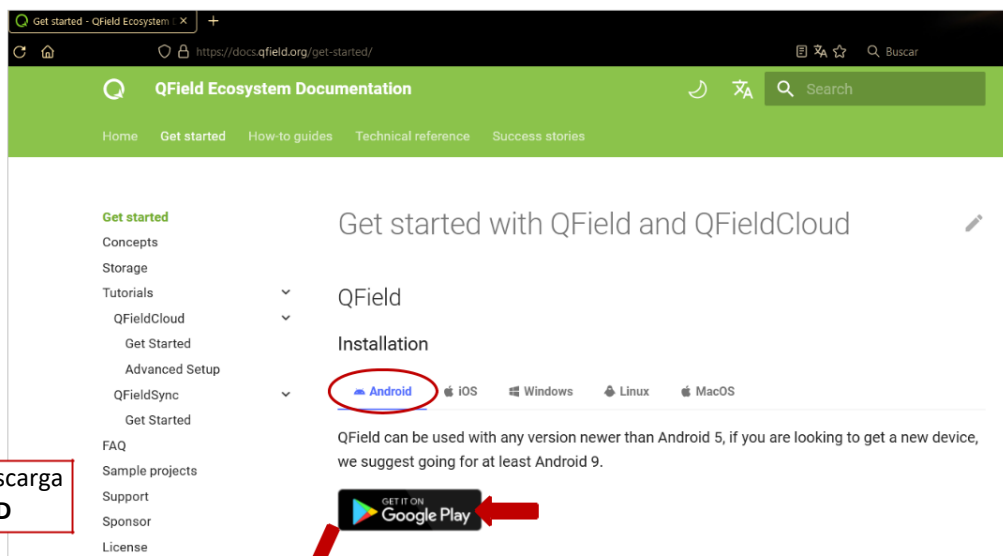 Get started - QField Ecosystem
https://docs.qfield.org/get-started/
Buscar
QField Ecosystem Documentation
Search
Home Get started How-to guides Technical reference Success stories
Get started
Concepts
Storage
Tutorials
QFieldCloud
Get Started
Advanced Setup
QFieldSync
Get Started
FAQ
Sample projects
Support
Sponsor
License
Get started with QField and QFieldCloud
QField
Installation
Android iOS Windows Linux MacOS
QField can be used with any version newer than Android 5, if you are looking to get a new device,
we suggest going for at least Android 9.
GET IT ON
Google Play
scarga
D